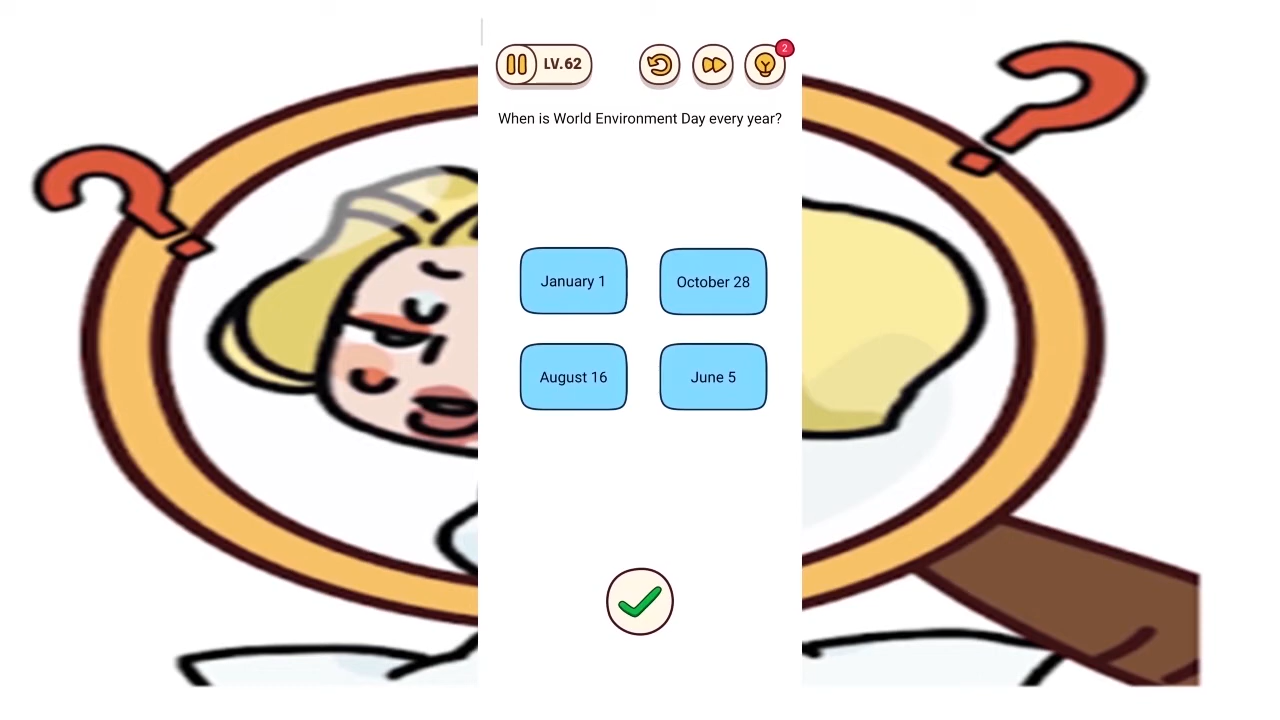 LV.62
2
When is World Environment Day every year?
January 1
October 28
August 16
June 5